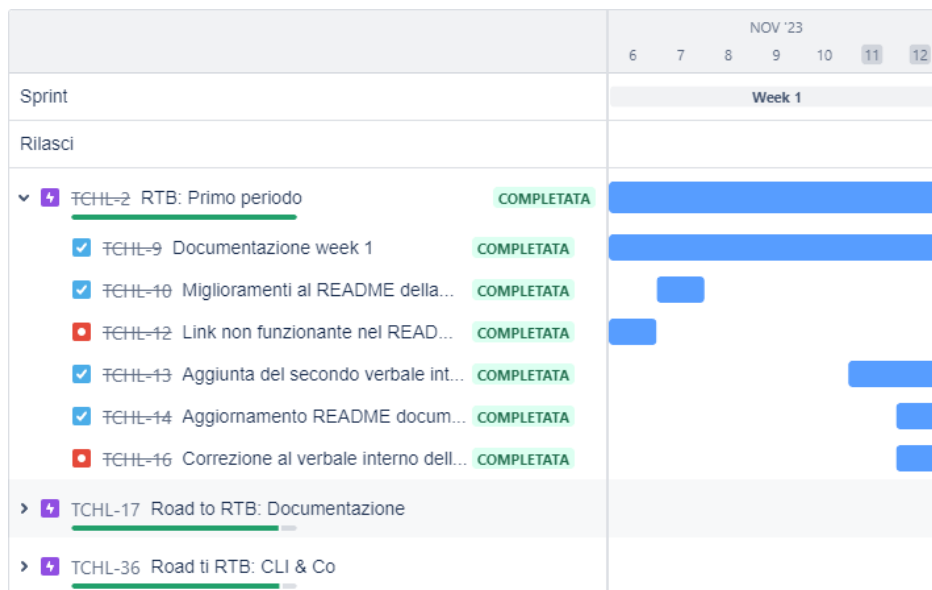 NOV '23
6 7 8 9 10 11 12
Sprint Week 1
Rilasci
TCHL-2 RTB: Primo periodo COMPLETATA
TCHL-9 Documentazione week 1 COMPLETATA
TCHL-10 Miglioramenti al README della... COMPLETATA
TCHL-12 Link non funzionante nel READ... COMPLETATA
TCHL-13 Aggiunta del secondo verbale int... COMPLETATA
TCHL-14 Aggiornamento README docum... COMPLETATA
TCHL-16 Correzione al verbale interno dell... COMPLETATA
TCHL-17 Road to RTB: Documentazione
TCHL-36 Road ti RTB: CLI & Co